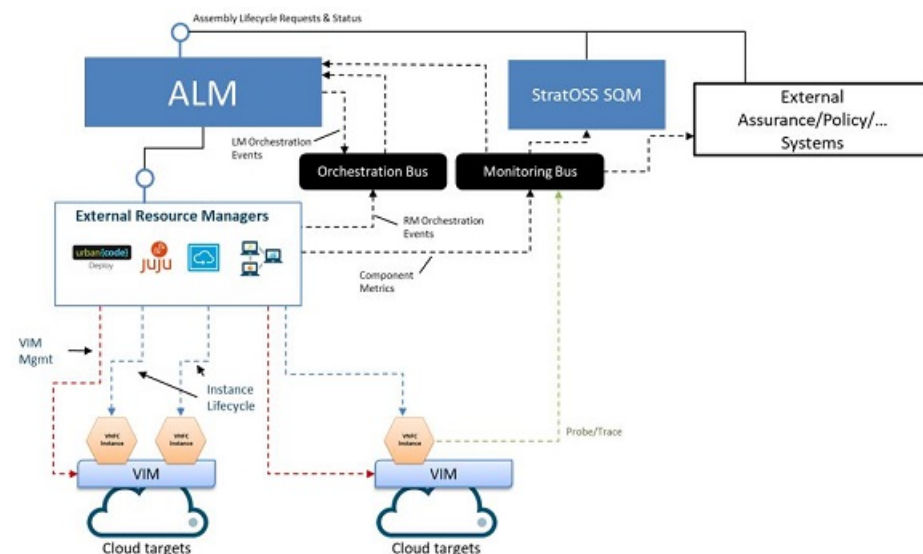 Assembly Lifecycle Requests & Status
ALM
StratOSS SQM
External
Assurance/Policy/...
Systems
LM Orchestration
Events
Orchestration Bus
Monitoring Bus
External Resource Managers
urban{code}
Deploy
JUJU
RM Orchestration
Events
Component
Metrics
VIM
Mgmt
Instance
Lifecycle
VNFC
Instance
VNFC
Instance
VNFC
Instance
Probe/Trace
VIM
VIM
Cloud targets
Cloud targets